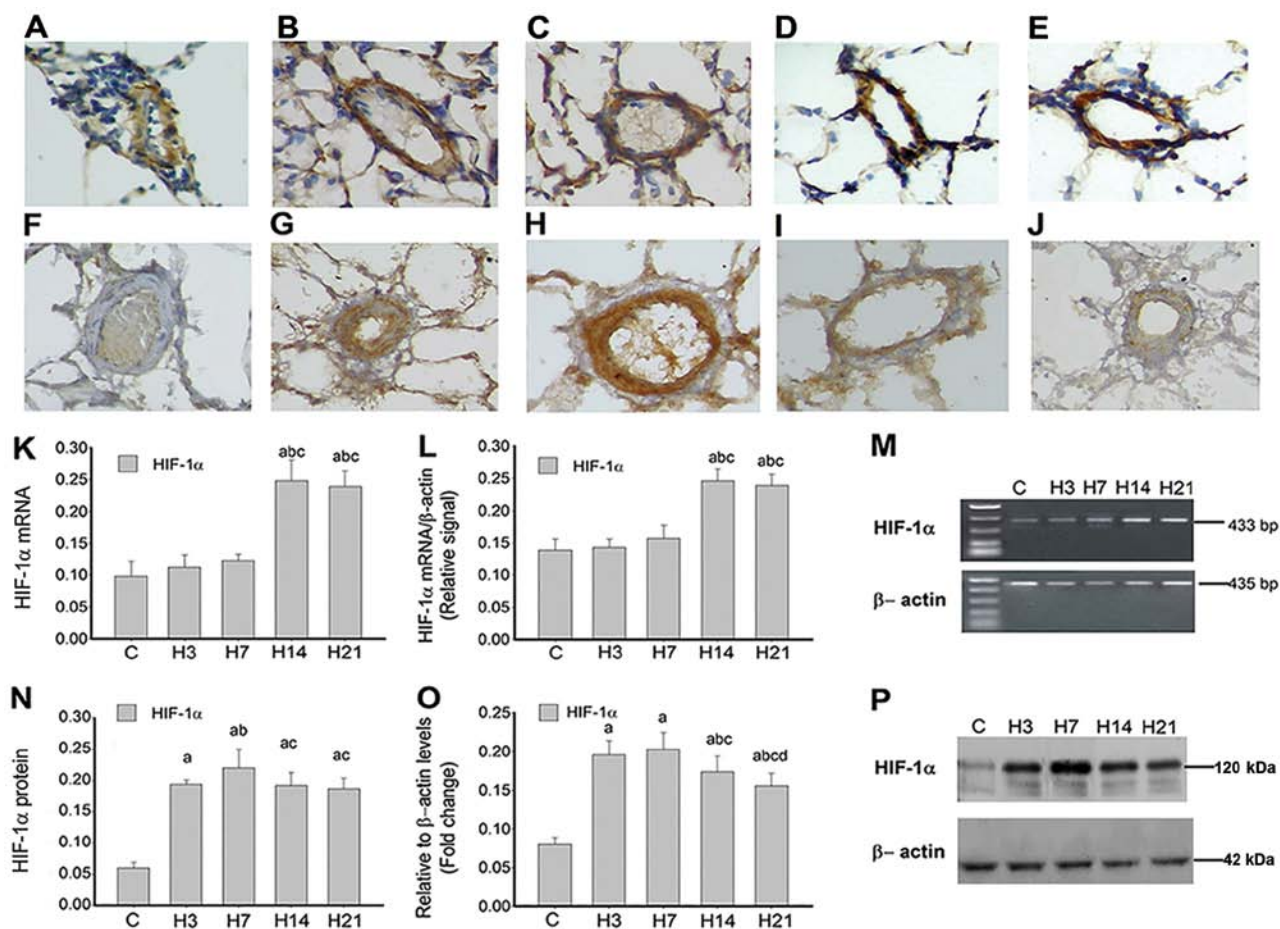 A
B
C
D
E
F
G
H
I
J
K
HIF-1α mRNA
0.30
0.25
0.20
0.15
0.10
0.05
0.00
HIF-1α
abc
abc
C H3 H7 H14 H21
L
HIF-1α mRNA/β-actin
(Relative signal)
0.30
0.25
0.20
0.15
0.10
0.05
0.00
HIF-1α
abc
abc
C H3 H7 H14 H21
M
C H3 H7 H14 H21
HIF-1α
433 bp
β- actin
435 bp
N
HIF-1α protein
0.30
0.25
0.20
0.15
0.10
0.05
0.00
HIF-1α
a
ab
ac
ac
C H3 H7 H14 H21
O
Relative to β-actin levels
(Fold change)
0.25
0.20
0.15
0.10
0.05
0.00
HIF-1α
a
a
abc
abcd
C H3 H7 H14 H21
P
C H3 H7 H14 H21
HIF-1α
120 kDa
β- actin
42 kDa